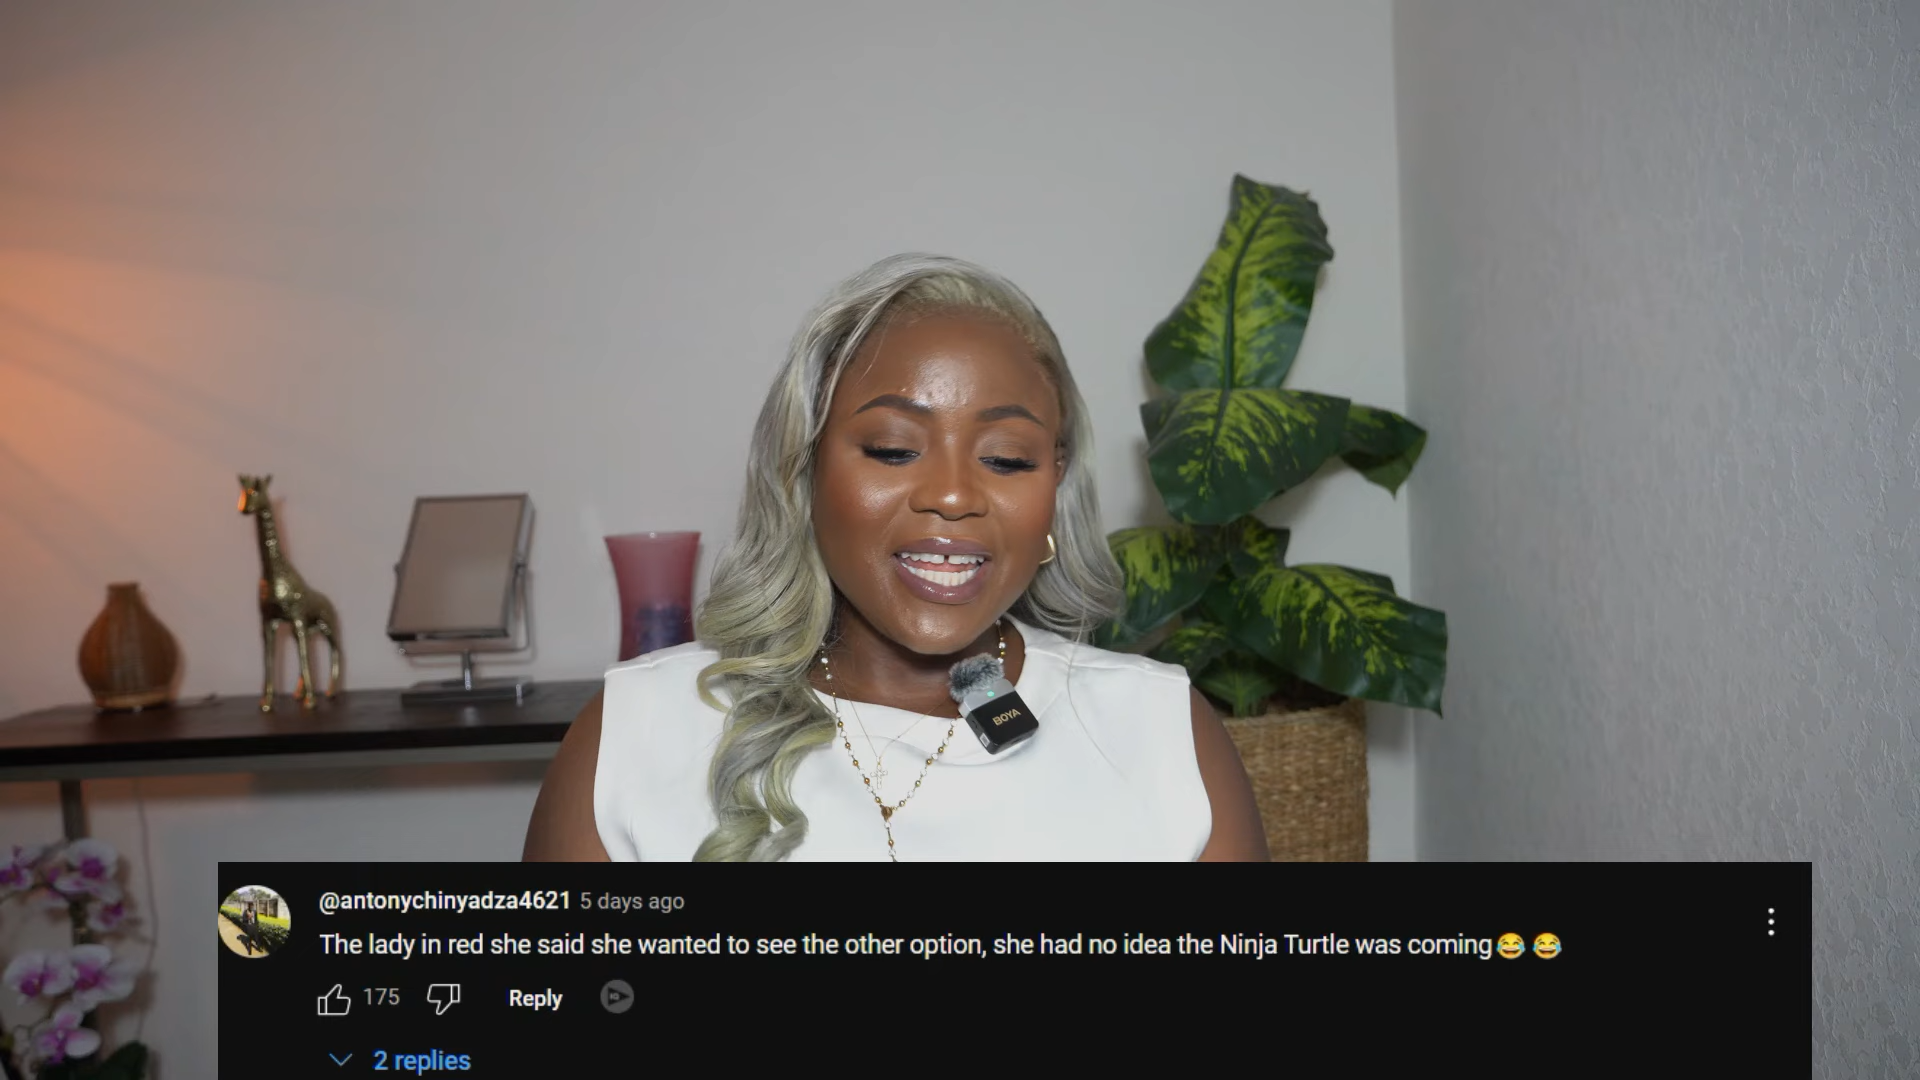 BOYA
@antonychinyadza4621 5 days ago
The lady in red she said she wanted to see the other option, she had no idea the Ninja Turtle was coming😂 😂
175
Reply
2 replies